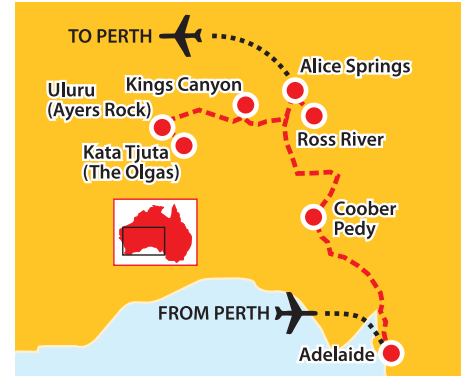 TO PERTH
Alice Springs
Kings Canyon
Uluru
(Ayers Rock)
Ross River
Kata Tjuta
(The Olgas)
Coober
Pedy
FROM PERTH
Adelaide